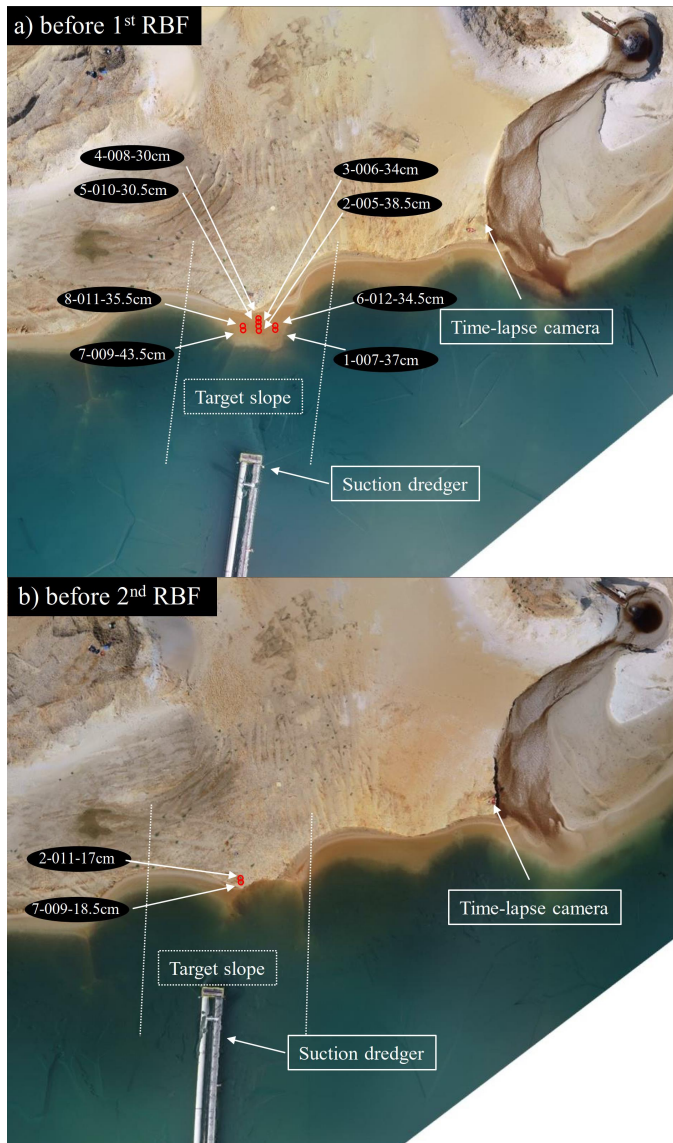 a) before 1st RBF
4-008-30cm
3-006-34cm
5-010-30.5cm
2-005-38.5cm
8-011-35.5cm
6-012-34.5cm
Time-lapse camera
7-009-43.5cm
1-007-37cm
Target slope
Suction dredger
b) before 2nd RBF
2-011-17cm
7-009-18.5cm
Time-lapse camera
Target slope
Suction dredger